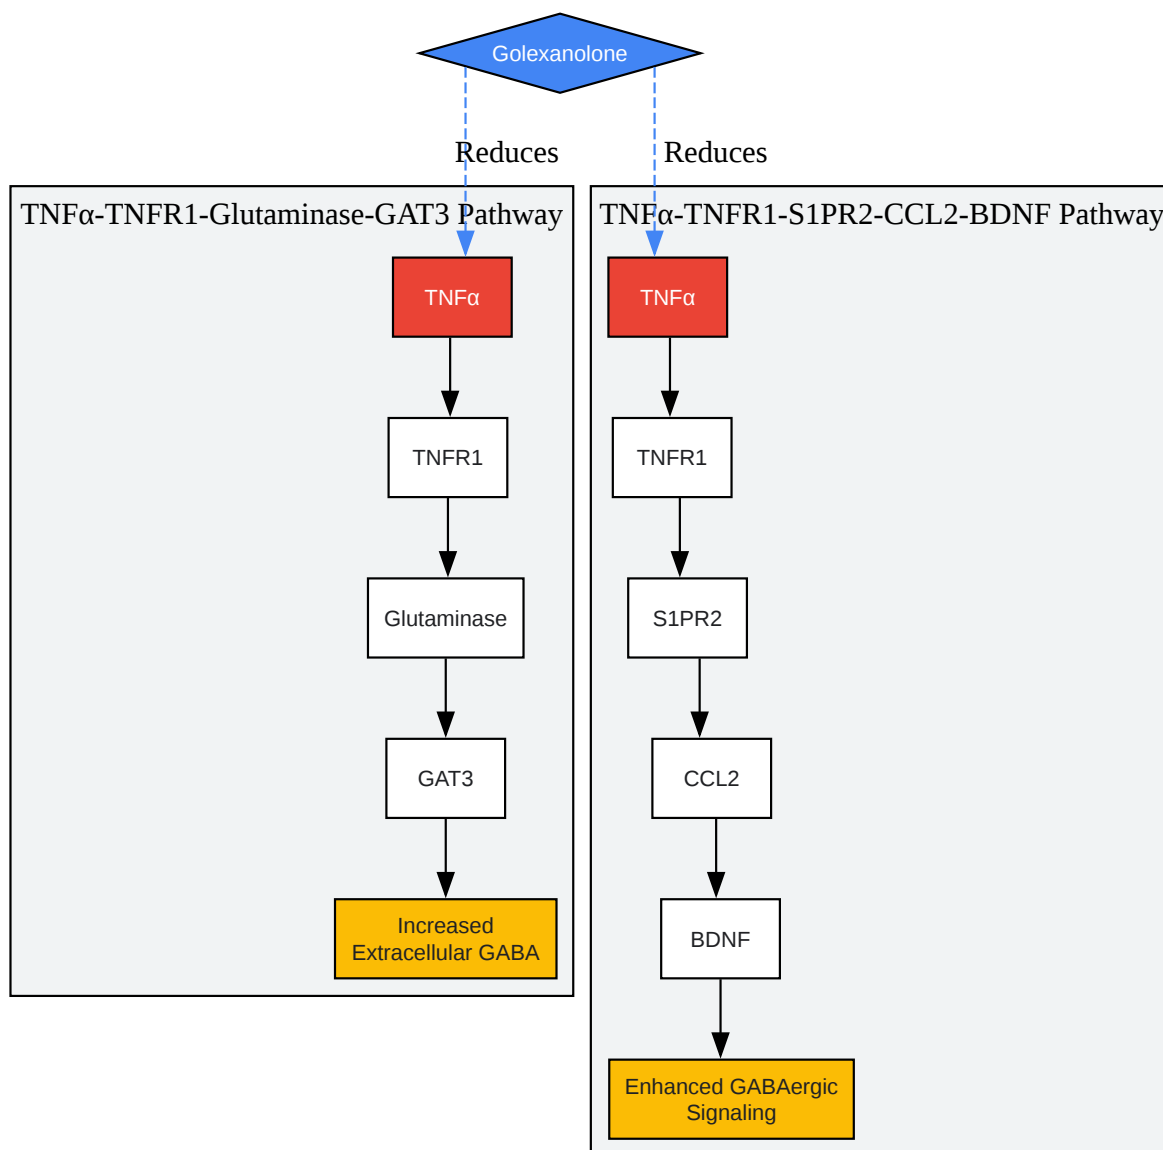 Golexanolone
Reduces
Reduces
TNFα-TNFR1-Glutaminase-GAT3 Pathway
TNFα
TNFR1
Glutaminase
GAT3
Increased
Extracellular GABA
TNFα-TNFR1-S1PR2-CCL2-BDNF Pathway
TNFα
TNFR1
S1PR2
CCL2
BDNF
Enhanced GABAergic
Signaling